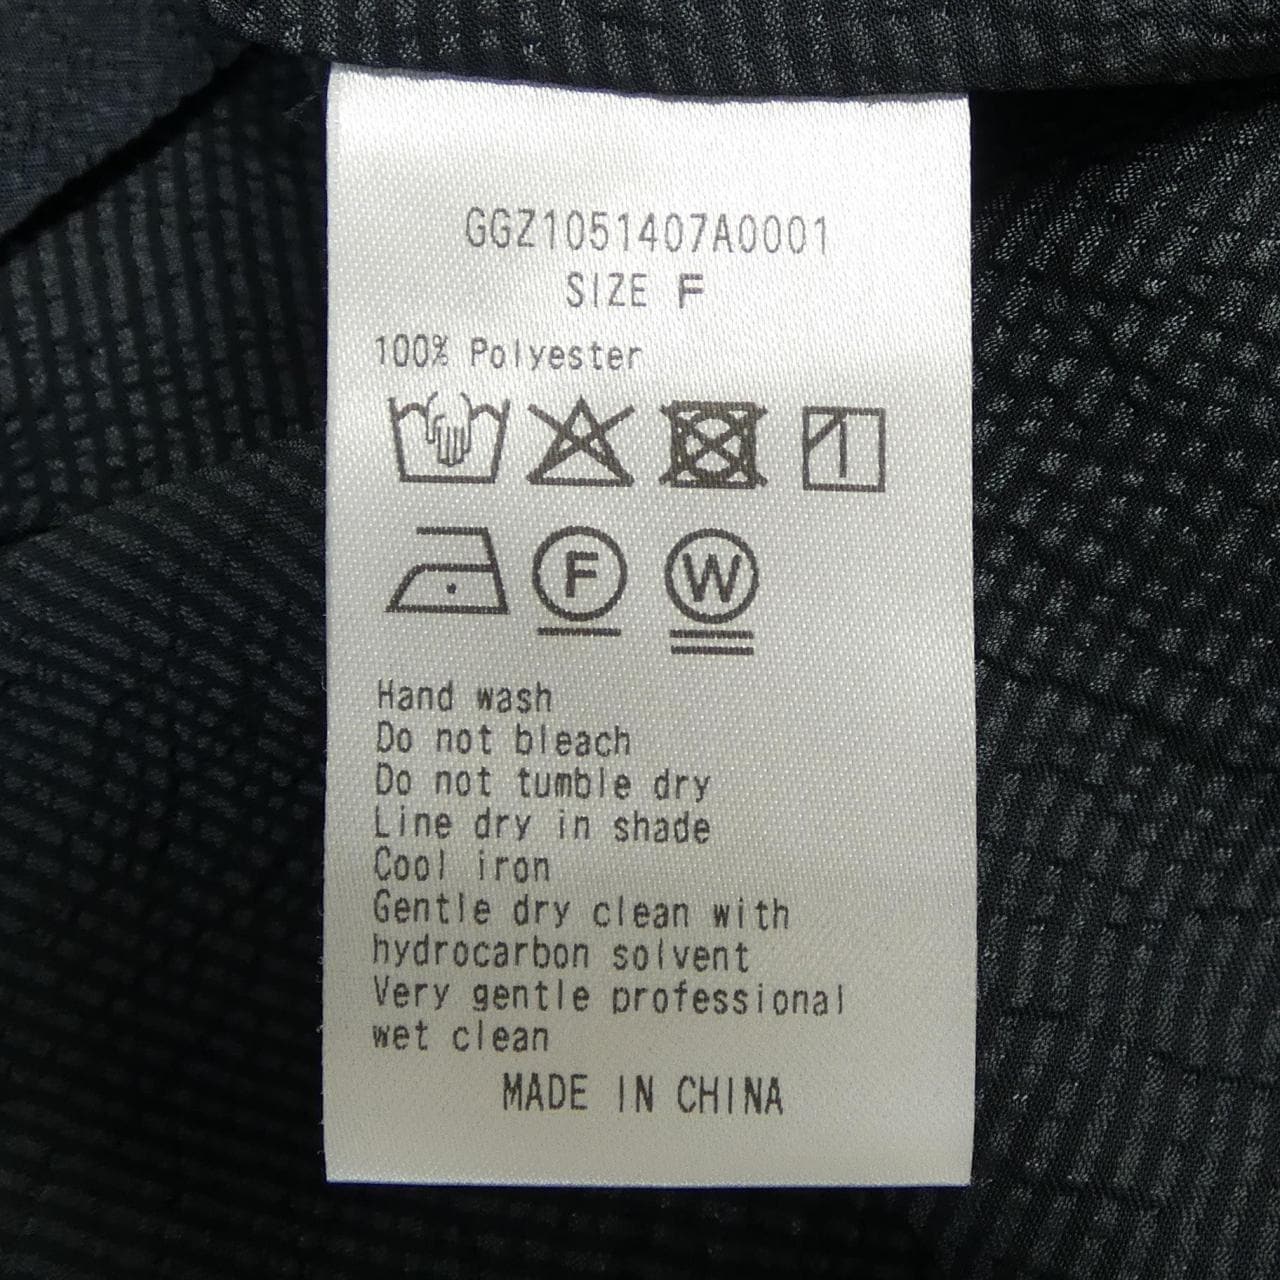 GGZ1051407A0001
SIZE F
100% Polyester
F W
Hand wash
Do not bleach
Do not tumble dry
Line dry in shade
Cool iron
Gentle dry clean with
hydrocarbon solvent
Very gentle professional
wet clean
MADE IN CHINA